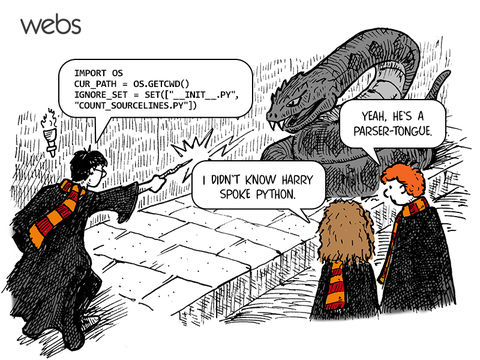 webs
IMPORT OS
CUR_PATH = OS.GETCWD()
IGNORE_SET = SET(["__INIT__.PY",
"COUNT_SOURCELINES.PY"])
YEAH, HE'S A
PARSER-TONGUE.
I DIDN'T KNOW HARRY
SPOKE PYTHON.